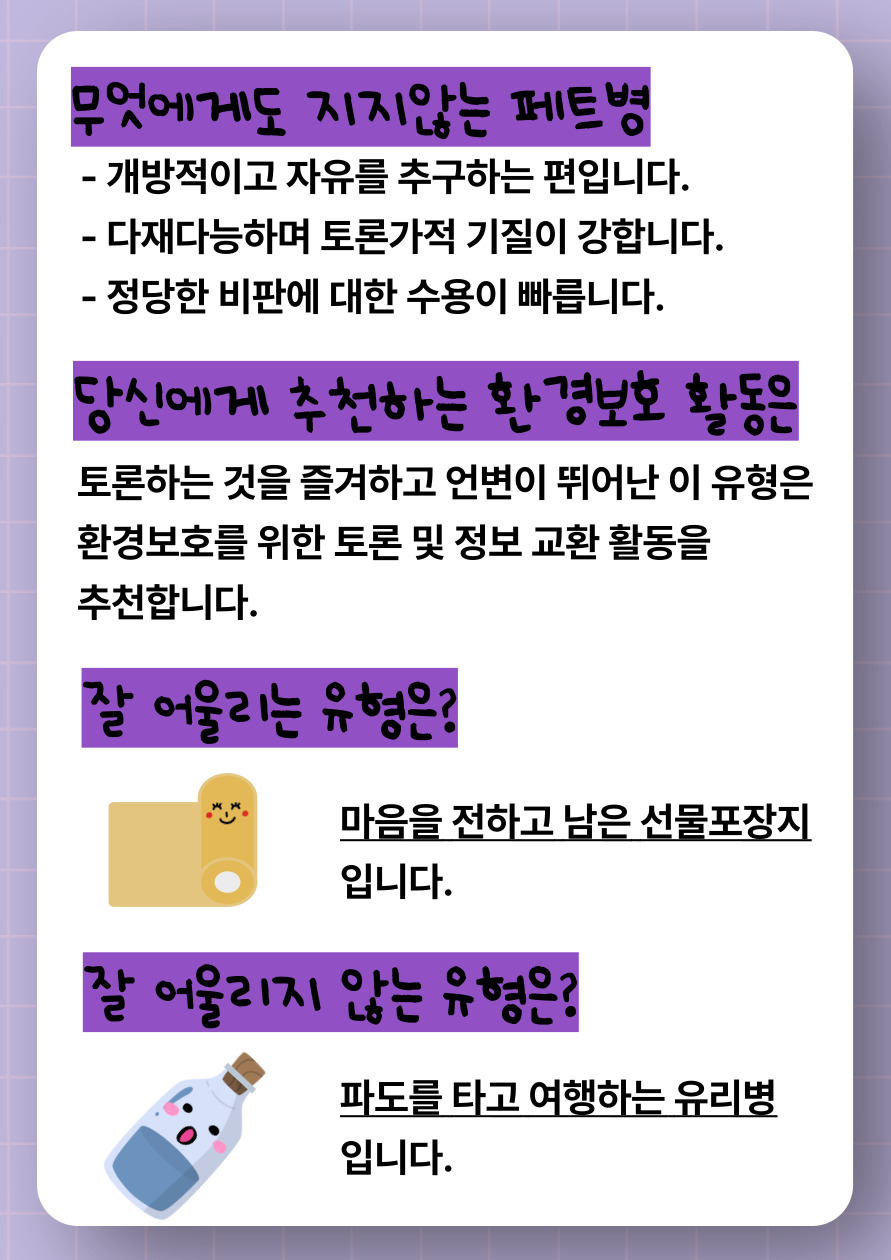 무엇에게도 지지않는 페트병
- 개방적이고 자유를 추구하는 편입니다.
- 다재다능하며 토론가적 기질이 강합니다.
- 정당한 비판에 대한 수용이 빠릅니다.
당신에게 추천하는 환경보호 활동은
토론하는 것을 즐겨하고 언변이 뛰어난 이 유형은
환경보호를 위한 토론 및 정보 교환 활동을
추천합니다.
잘 어울리는 유형은?
마음을 전하고 남은 선물포장지
입니다.
잘 어울리지 않는 유형은?
파도를 타고 여행하는 유리병
입니다.